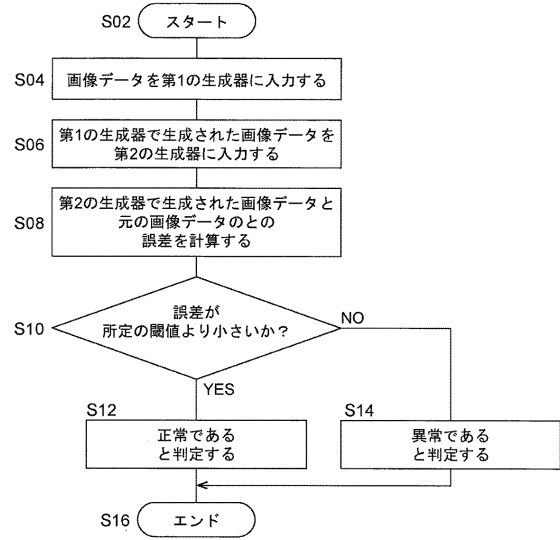 S02
スタート
S04
画像データを第1の生成器に入力する
S06
第1の生成器で生成された画像データを
第2の生成器に入力する
S08
第2の生成器で生成された画像データと
元の画像データのとの
誤差を計算する
S10
誤差が
所定の閾値より小さいか?
NO
YES
S12
正常である
と判定する
S14
異常である
と判定する
S16
エンド